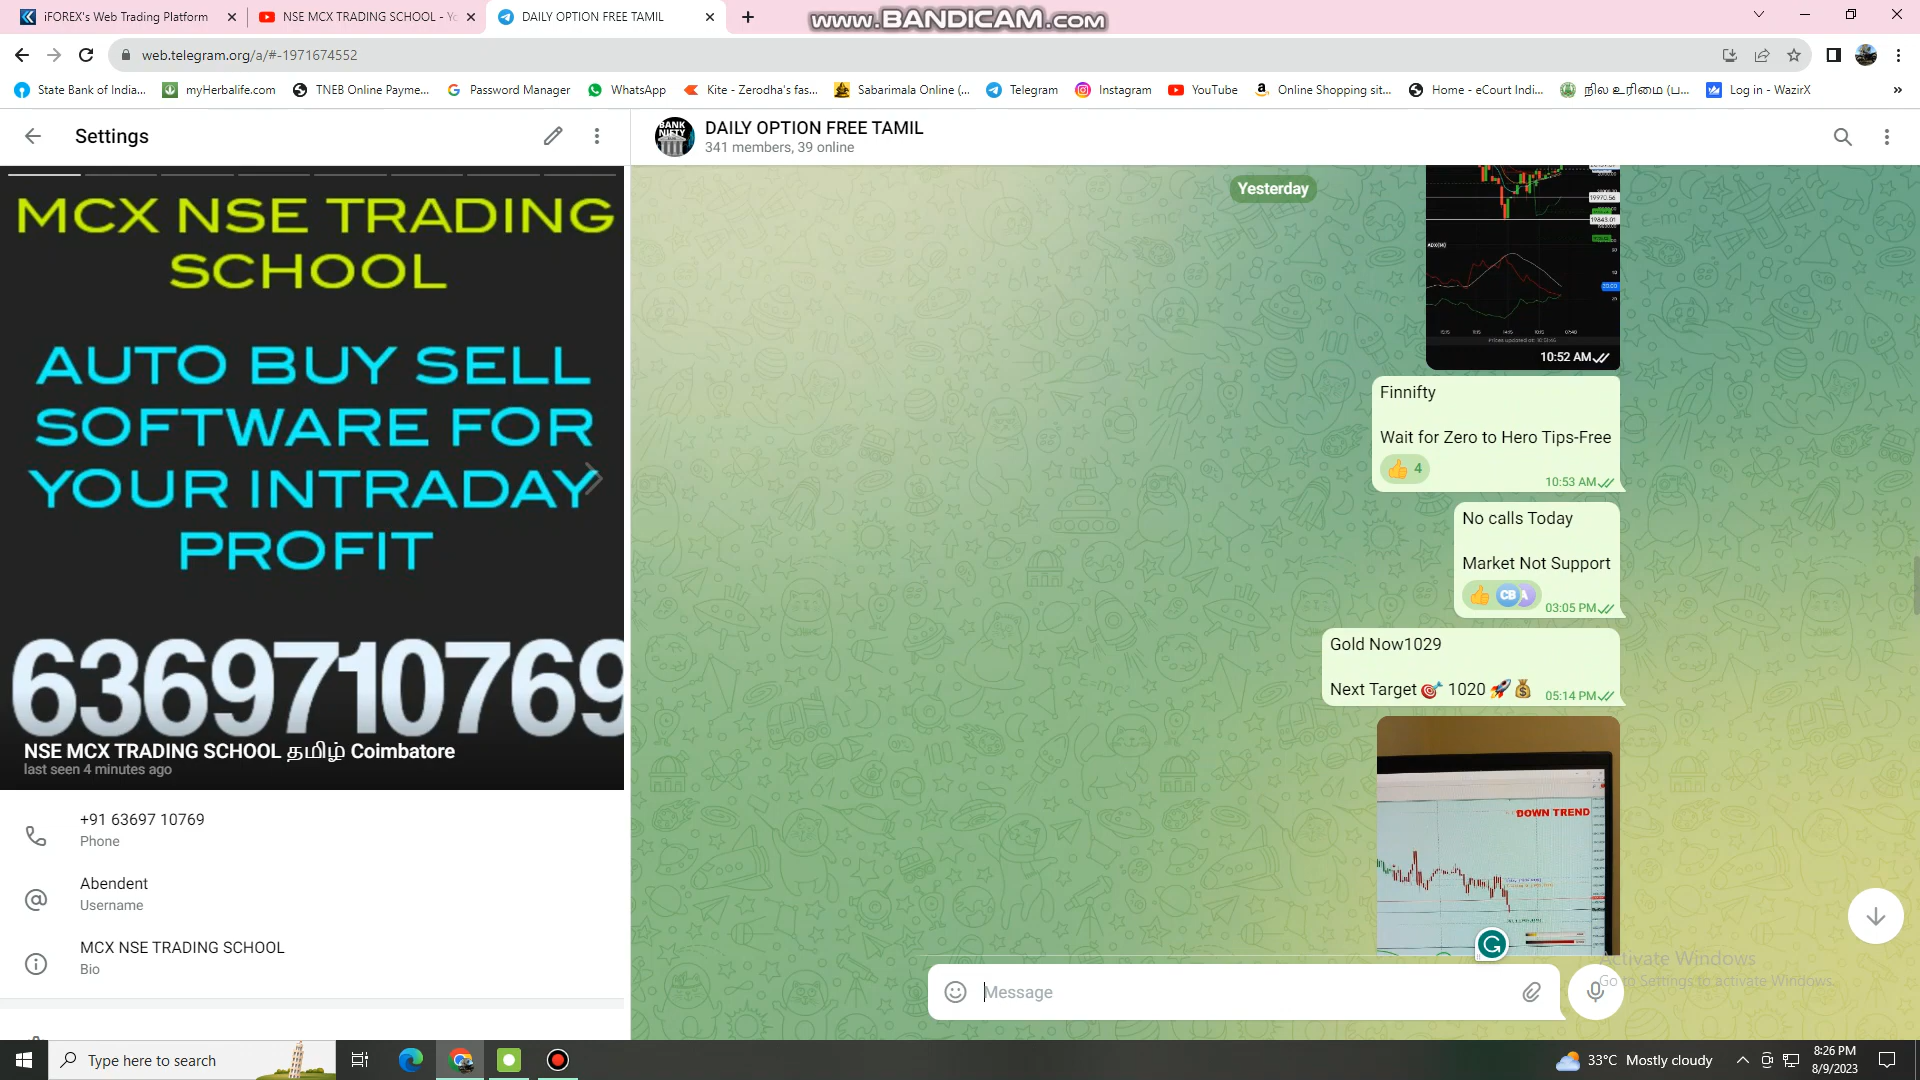 iFOREX's Web Trading Platform
NSE MCX TRADING SCHOOL - Yo
DAILY OPTION FREE TAMIL
www.BANDICAM.com
web.telegram.org/a/#-1971674552
State Bank of India...
myHerbalife.com
TNEB Online Payme...
Password Manager
WhatsApp
Kite - Zerodha's fas...
Sabarimala Online (...
Telegram
Instagram
YouTube
Online Shopping sit...
Home - eCourt Indi...
நில உரிமை (ப...
Log in - WazirX
Settings
MCX NSE TRADING
SCHOOL
AUTO BUY SELL
SOFTWARE FOR
YOUR INTRADAY
PROFIT
6369710769
NSE MCX TRADING SCHOOL தமிழ் Coimbatore
last seen 4 minutes ago
+91 63697 10769
Phone
Abendent
Username
MCX NSE TRADING SCHOOL
Bio
BANK
NIFTY
DAILY OPTION FREE TAMIL
341 members, 39 online
Yesterday
19970.56
19843.01
10:52 AM
Finnifty
Wait for Zero to Hero Tips-Free
4
10:53 AM
No calls Today
Market Not Support
CB A
03:05 PM
Gold Now1029
Next Target 1020
05:14 PM
DOWN TREND
Message
Activate Windows
Go to Settings to activate Windows.
Type here to search
33°C Mostly cloudy
8:26 PM
8/9/2023